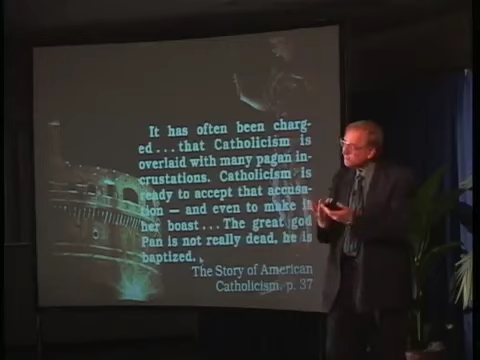 It has often been charg-
ed...that Catholicism is
overlaid with many pagan in-
crustations. Catholicism is
ready to accept that accusa-
tion — and even to make it
her boast...The great god
Pan is not really dead, he is
baptized.
The Story of American
Catholicism, p. 37